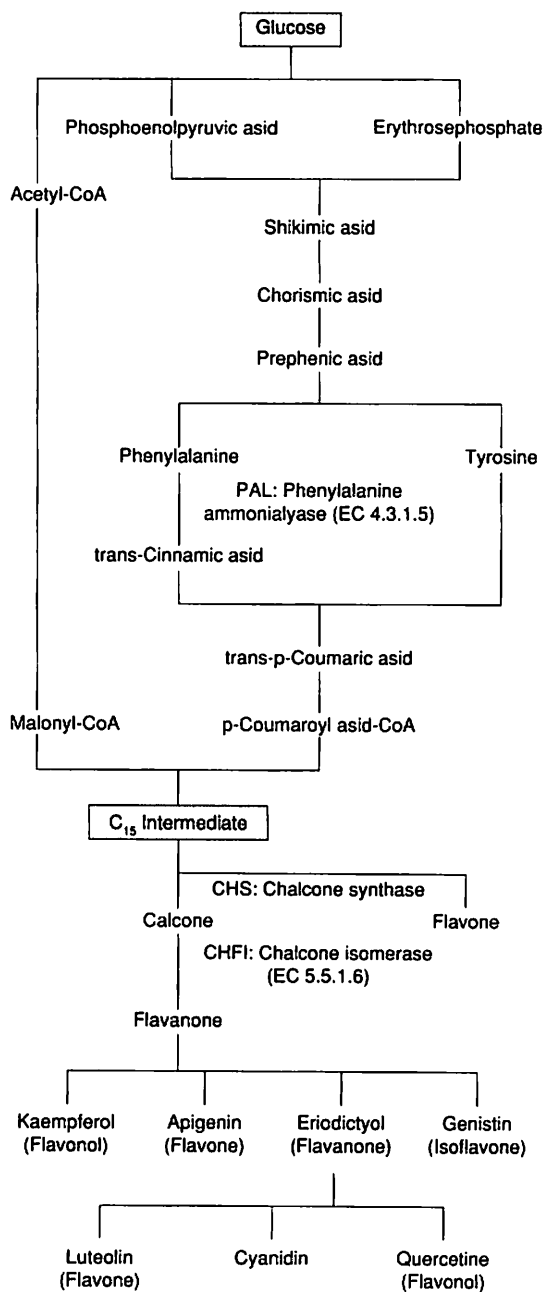 Glucose
Phosphoenolpyruvic asid
Erythrosephosphate
Acetyl-CoA
Shikimic asid
Chorismic asid
Prephenic asid
Phenylalanine
Tyrosine
PAL: Phenylalanine
ammonialyase (EC 4.3.1.5)
trans-Cinnamic asid
trans-p-Coumaric asid
Malonyl-CoA
p-Coumaroyl asid-CoA
C₁₅ Intermediate
CHS: Chalcone synthase
Calcone
Flavone
CHFI: Chalcone isomerase
(EC 5.5.1.6)
Flavanone
Kaempferol
(Flavonol)
Apigenin
(Flavone)
Eriodictyol
(Flavanone)
Genistin
(Isoflavone)
Luteolin
(Flavone)
Cyanidin
Quercetine
(Flavonol)